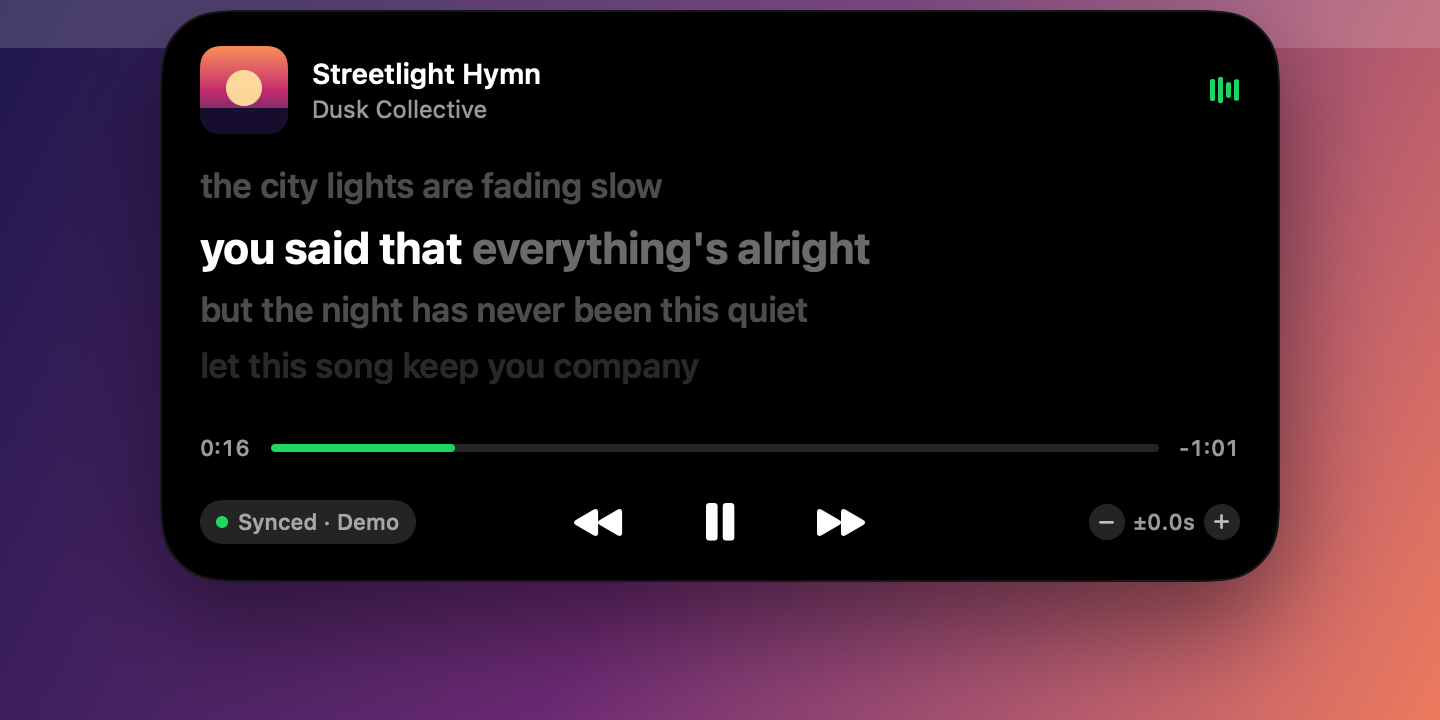 Streetlight Hymn
Dusk Collective
the city lights are fading slow
you said that everything's alright
but the night has never been this quiet
let this song keep you company
0:16
-1:01
Synced · Demo
±0.0s